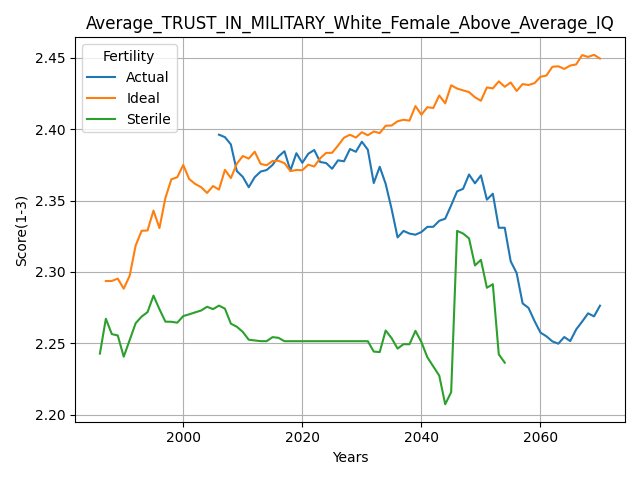 Average_TRUST_IN_MILITARY_White_Female_Above_Average_IQ
Fertility
Actual
Ideal
Sterile
Score(1-3)
2.45
2.40
2.35
2.30
2.25
2.20
2000
2020
2040
2060
Years